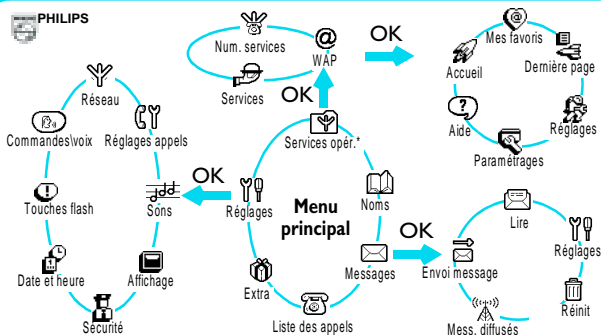 PHILIPS
Num. services
WAP
Services
OK
Mes favoris
Dernière page
Accueil
Aide
Réglages
Paramétrages
OK
Réseau
Commandes\voix
Réglages appels
Touches flash
Sons
Date et heure
Affichage
Sécurité
OK
Services opér.*
Réglages
Menu
principal
Noms
Extra
Messages
Liste des appels
OK
Lire
Envoi message
Réglages
Réinit
Mess. diffusés